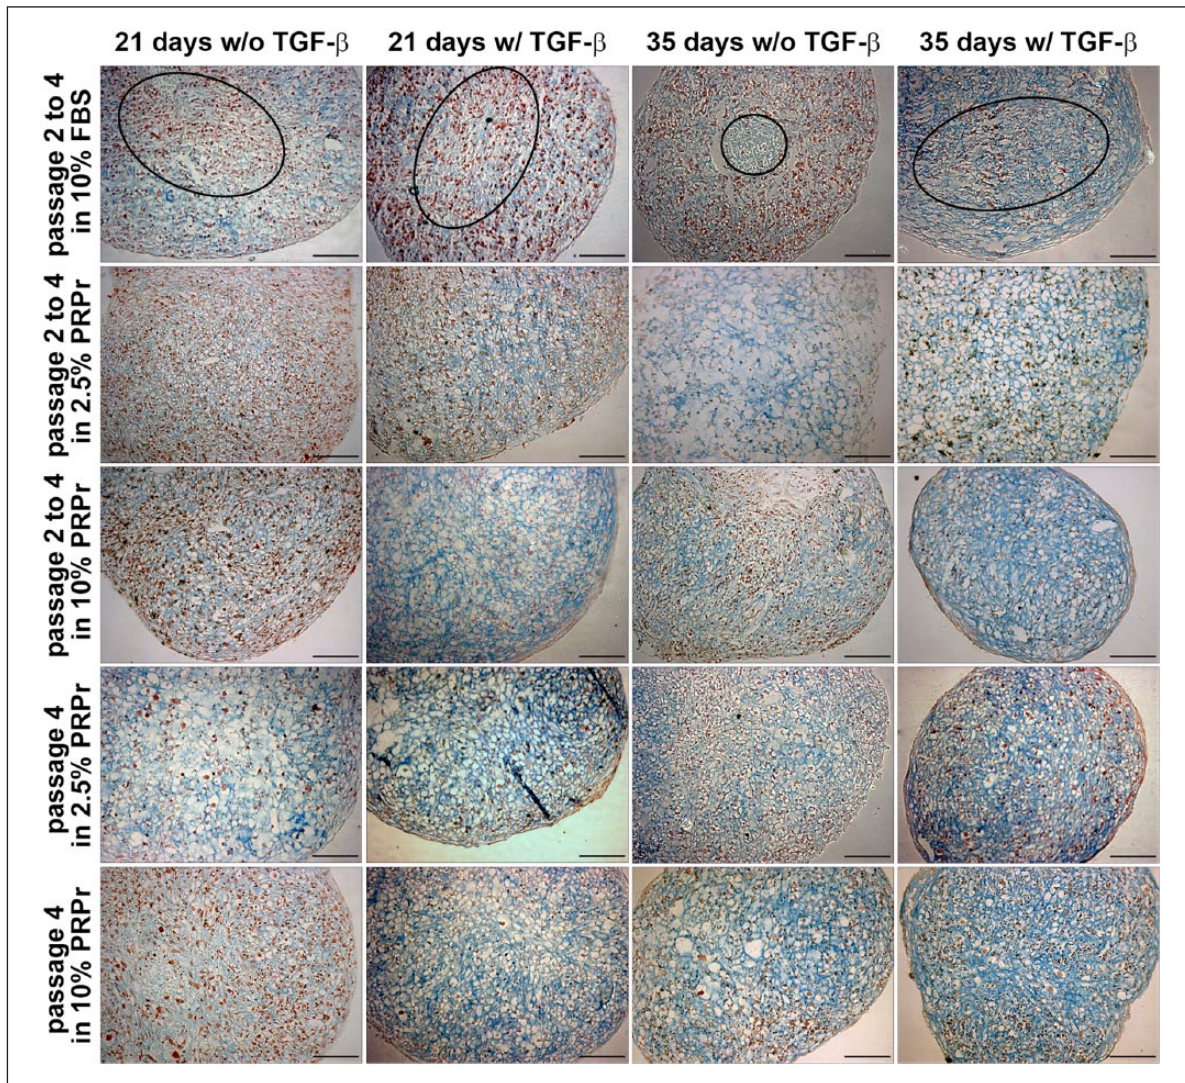 21 days w/o TGF-β
21 days w/ TGF-β
35 days w/o TGF-β
35 days w/ TGF-β
passage 2 to 4
in 10% FBS
passage 2 to 4
in 2.5% PRPr
passage 2 to 4
in 10% PRPr
passage 4
in 2.5% PRPr
passage 4
in 10% PRPr